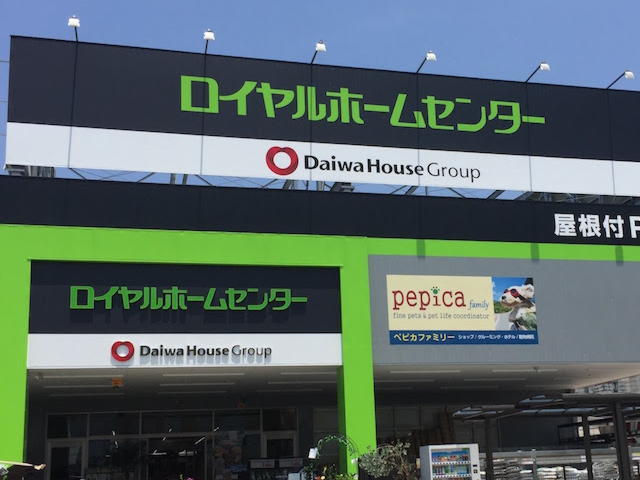 ロイヤルホームセンター
Daiwa House Group
屋根付P
ロイヤルホームセンター
Daiwa House Group
pepica family
fine pets & pet life coordinator
ペピカファミリー ショップ / グルーミング / ホテル / 動物病院